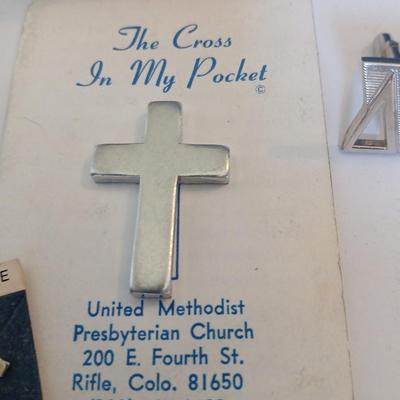 The Cross
In My Pocket
©
United Methodist
Presbyterian Church
200 E. Fourth St.
Rifle, Colo. 81650
E